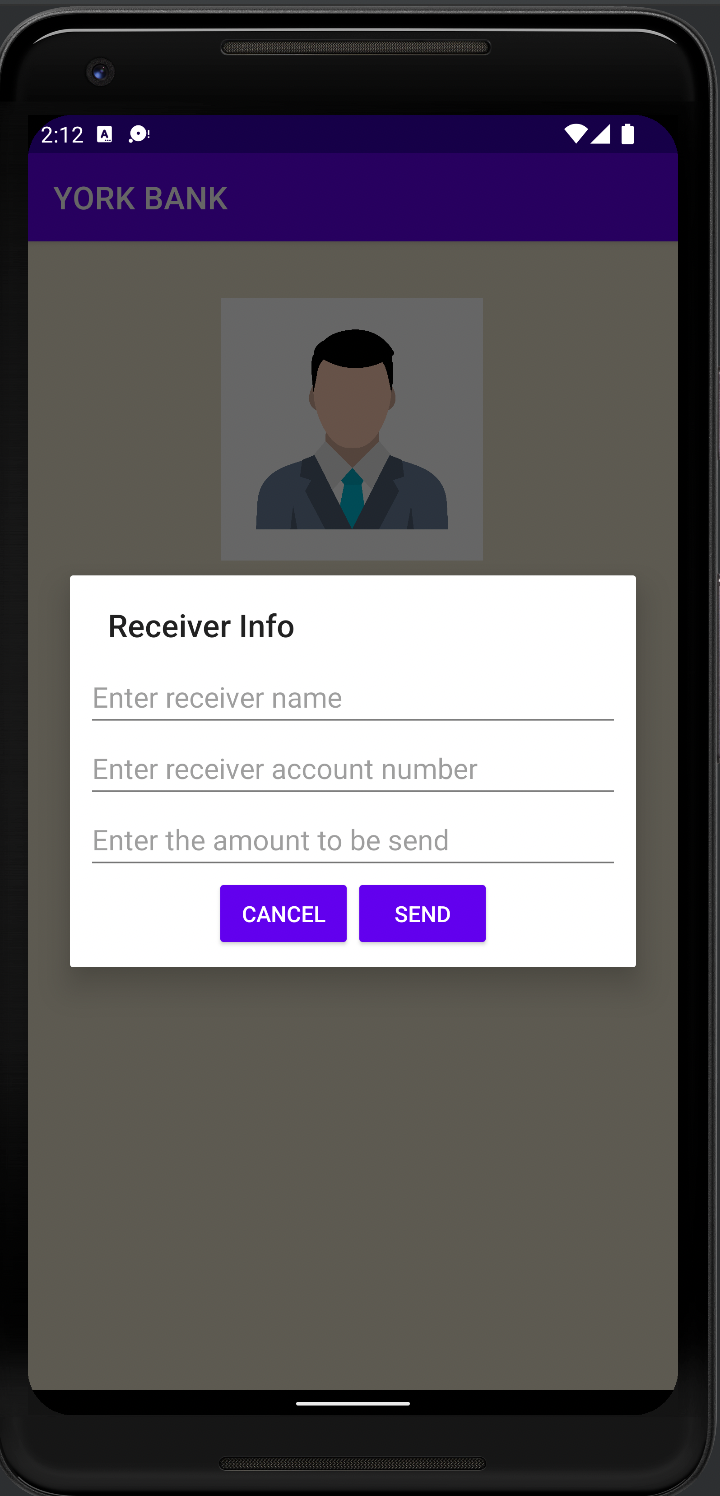 2:12
YORK BANK
Receiver Info
Enter receiver name
Enter receiver account number
Enter the amount to be send
CANCEL SEND